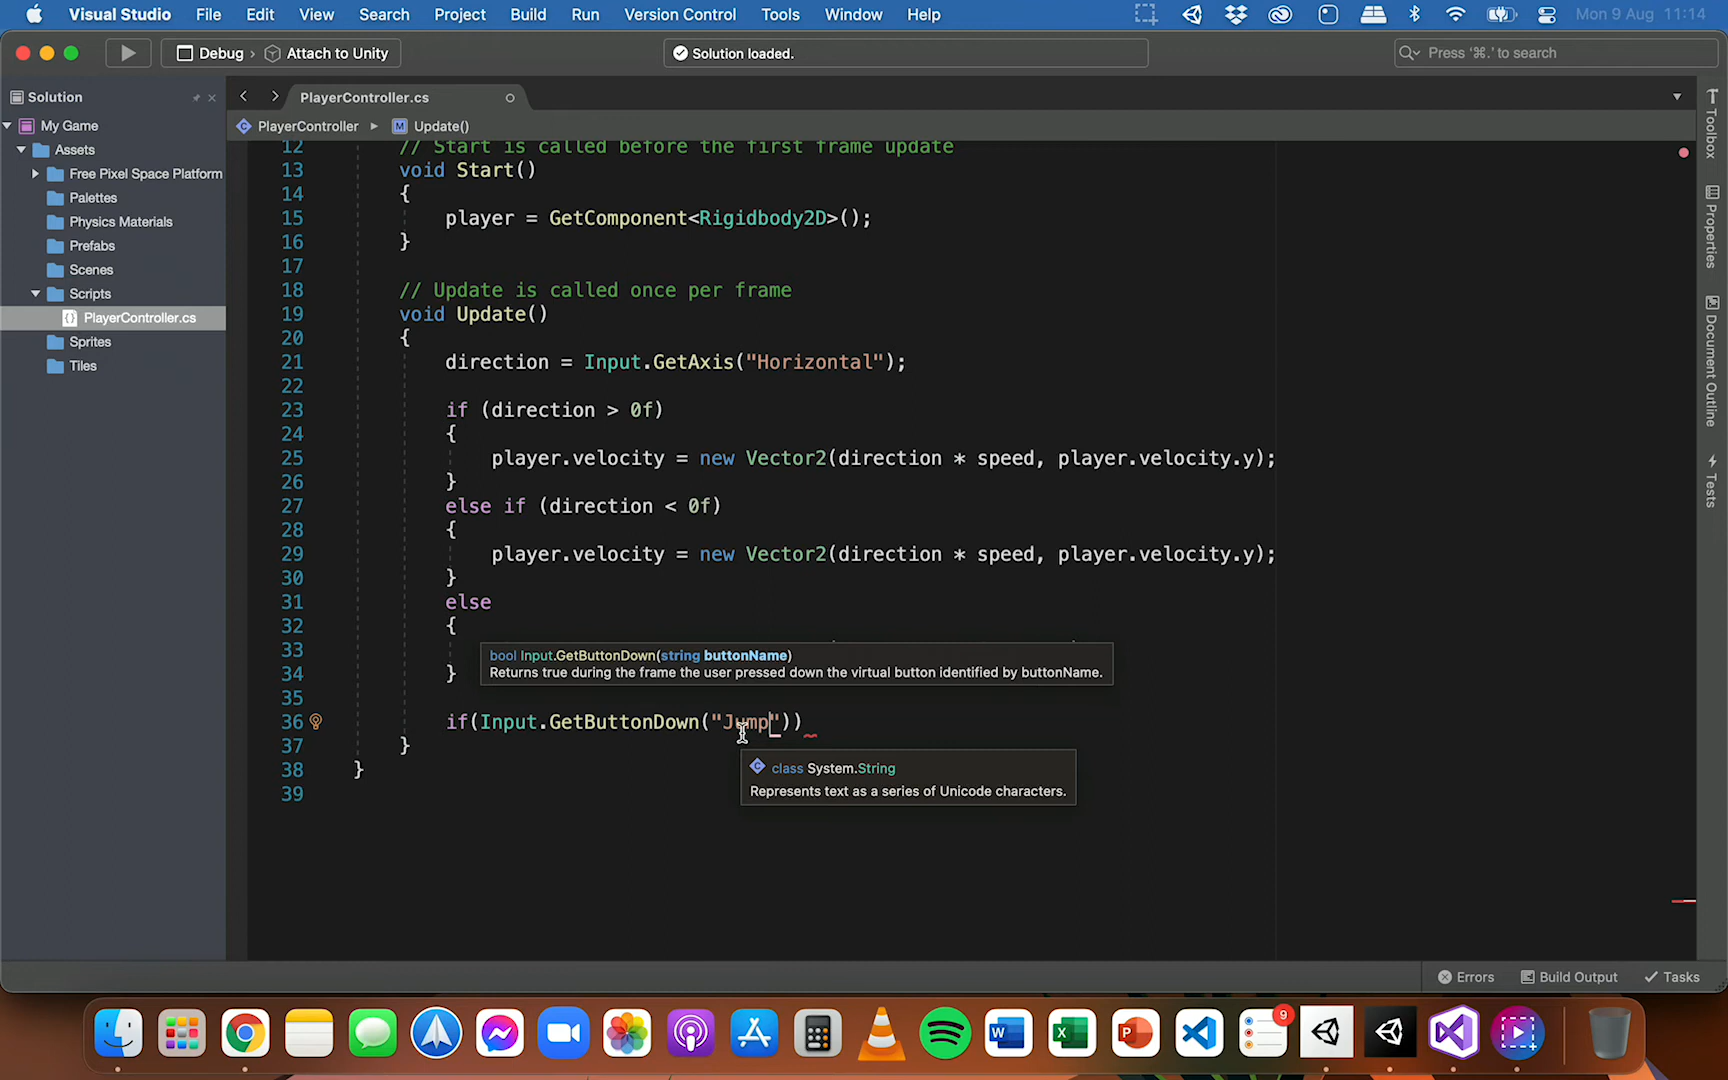 Visual Studio File Edit View Search Project Build Run Version Control Tools Window Help Mon 9 Aug 11:14
Debug › Attach to Unity Solution loaded. Press '⌘.' to search
Solution PlayerController.cs
PlayerController Update()
My Game
Assets
Free Pixel Space Platform
Palettes
Physics Materials
Prefabs
Scenes
Scripts
PlayerController.cs
Sprites
Tiles
12 // Start is called before the first frame update
13 void Start()
14 {
15 player = GetComponent<Rigidbody2D>();
16 }
17
18 // Update is called once per frame
19 void Update()
20 {
21 direction = Input.GetAxis("Horizontal");
22
23 if (direction > 0f)
24 {
25 player.velocity = new Vector2(direction * speed, player.velocity.y);
26 }
27 else if (direction < 0f)
28 {
29 player.velocity = new Vector2(direction * speed, player.velocity.y);
30 }
31 else
32 {
33
34 }
bool Input.GetButtonDown(string buttonName)
Returns true during the frame the user pressed down the virtual button identified by buttonName.
35
36 if(Input.GetButtonDown("Jump"))
37 }
38 }
39
class System.String
Represents text as a series of Unicode characters.
Toolbox
Properties
Document Outline
Tests
Errors Build Output Tasks
9